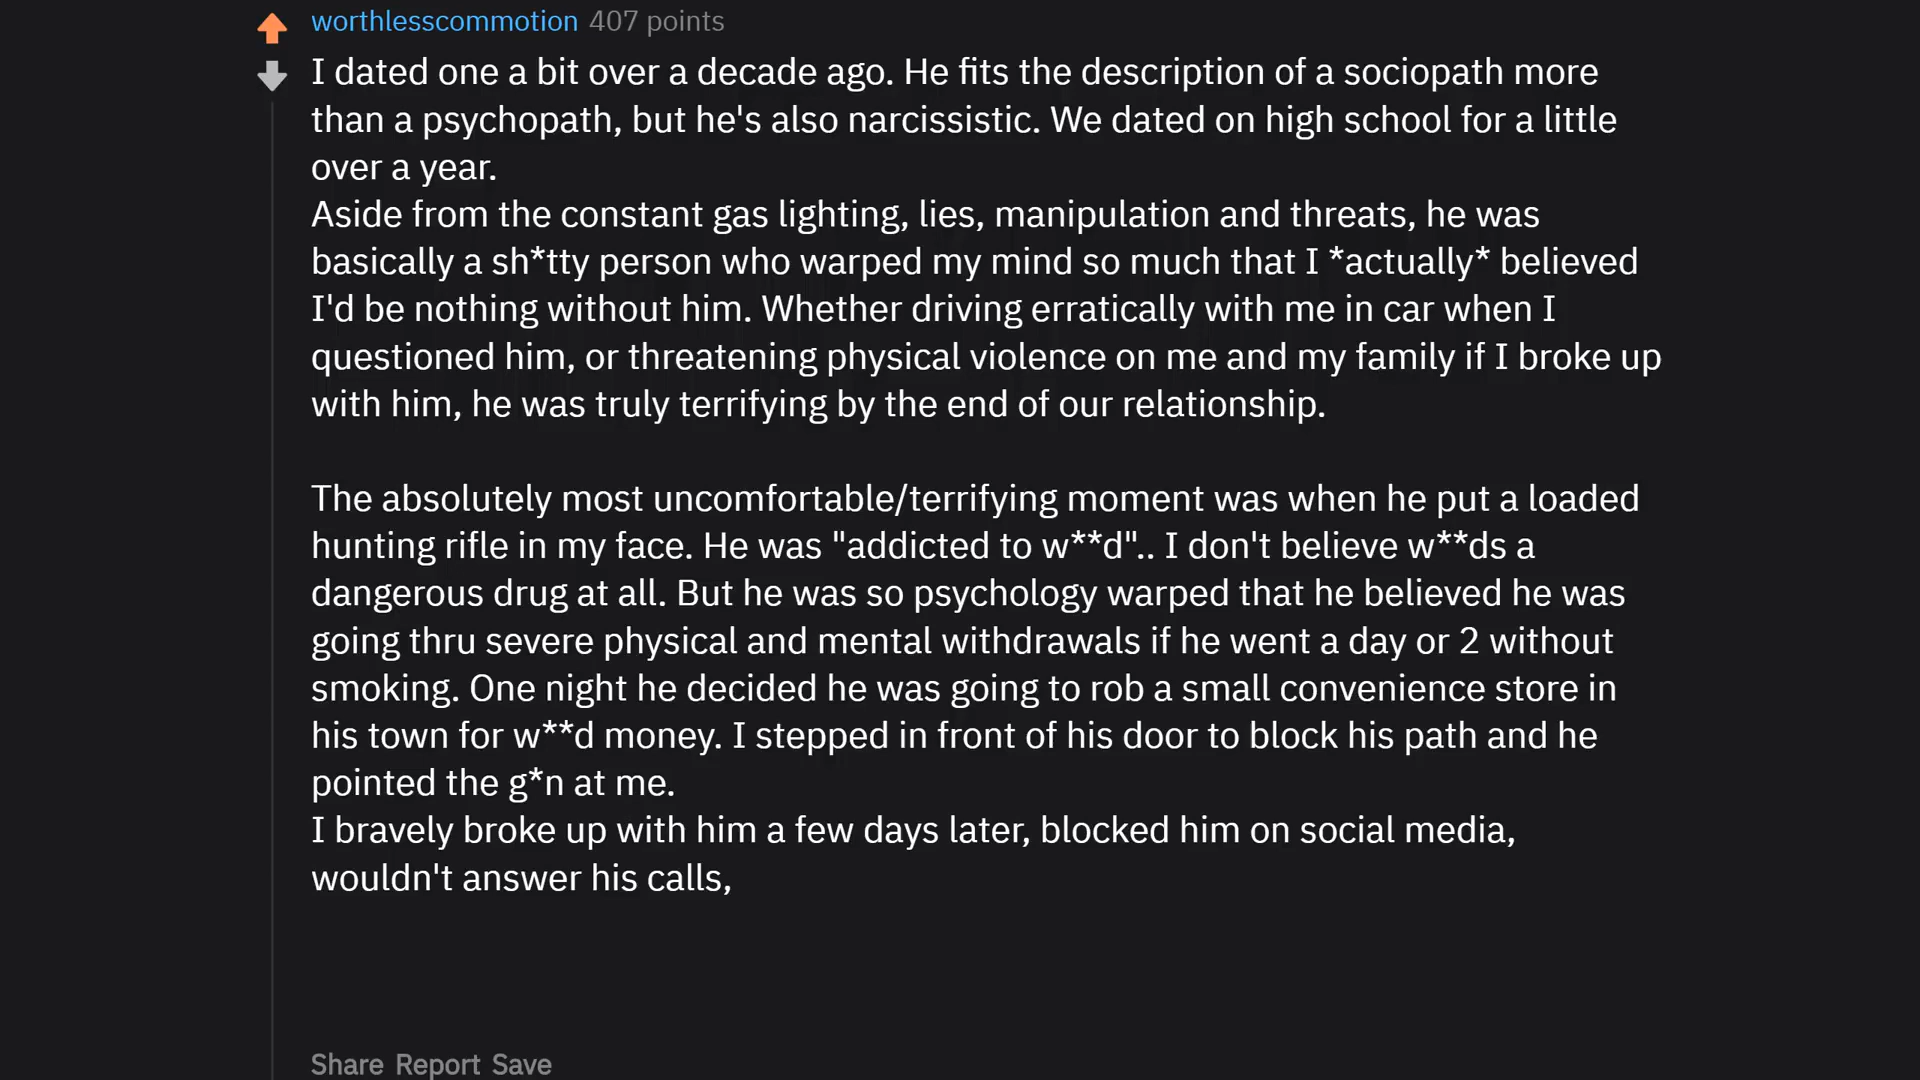 worthlesscommotion 407 points
I dated one a bit over a decade ago. He fits the description of a sociopath more
than a psychopath, but he's also narcissistic. We dated on high school for a little
over a year.
Aside from the constant gas lighting, lies, manipulation and threats, he was
basically a sh*tty person who warped my mind so much that I *actually* believed
I'd be nothing without him. Whether driving erratically with me in car when I
questioned him, or threatening physical violence on me and my family if I broke up
with him, he was truly terrifying by the end of our relationship.
The absolutely most uncomfortable/terrifying moment was when he put a loaded
hunting rifle in my face. He was "addicted to w**d".. I don't believe w**ds a
dangerous drug at all. But he was so psychology warped that he believed he was
going thru severe physical and mental withdrawals if he went a day or 2 without
smoking. One night he decided he was going to rob a small convenience store in
his town for w**d money. I stepped in front of his door to block his path and he
pointed the g*n at me.
I bravely broke up with him a few days later, blocked him on social media,
wouldn't answer his calls,
Share Report Save